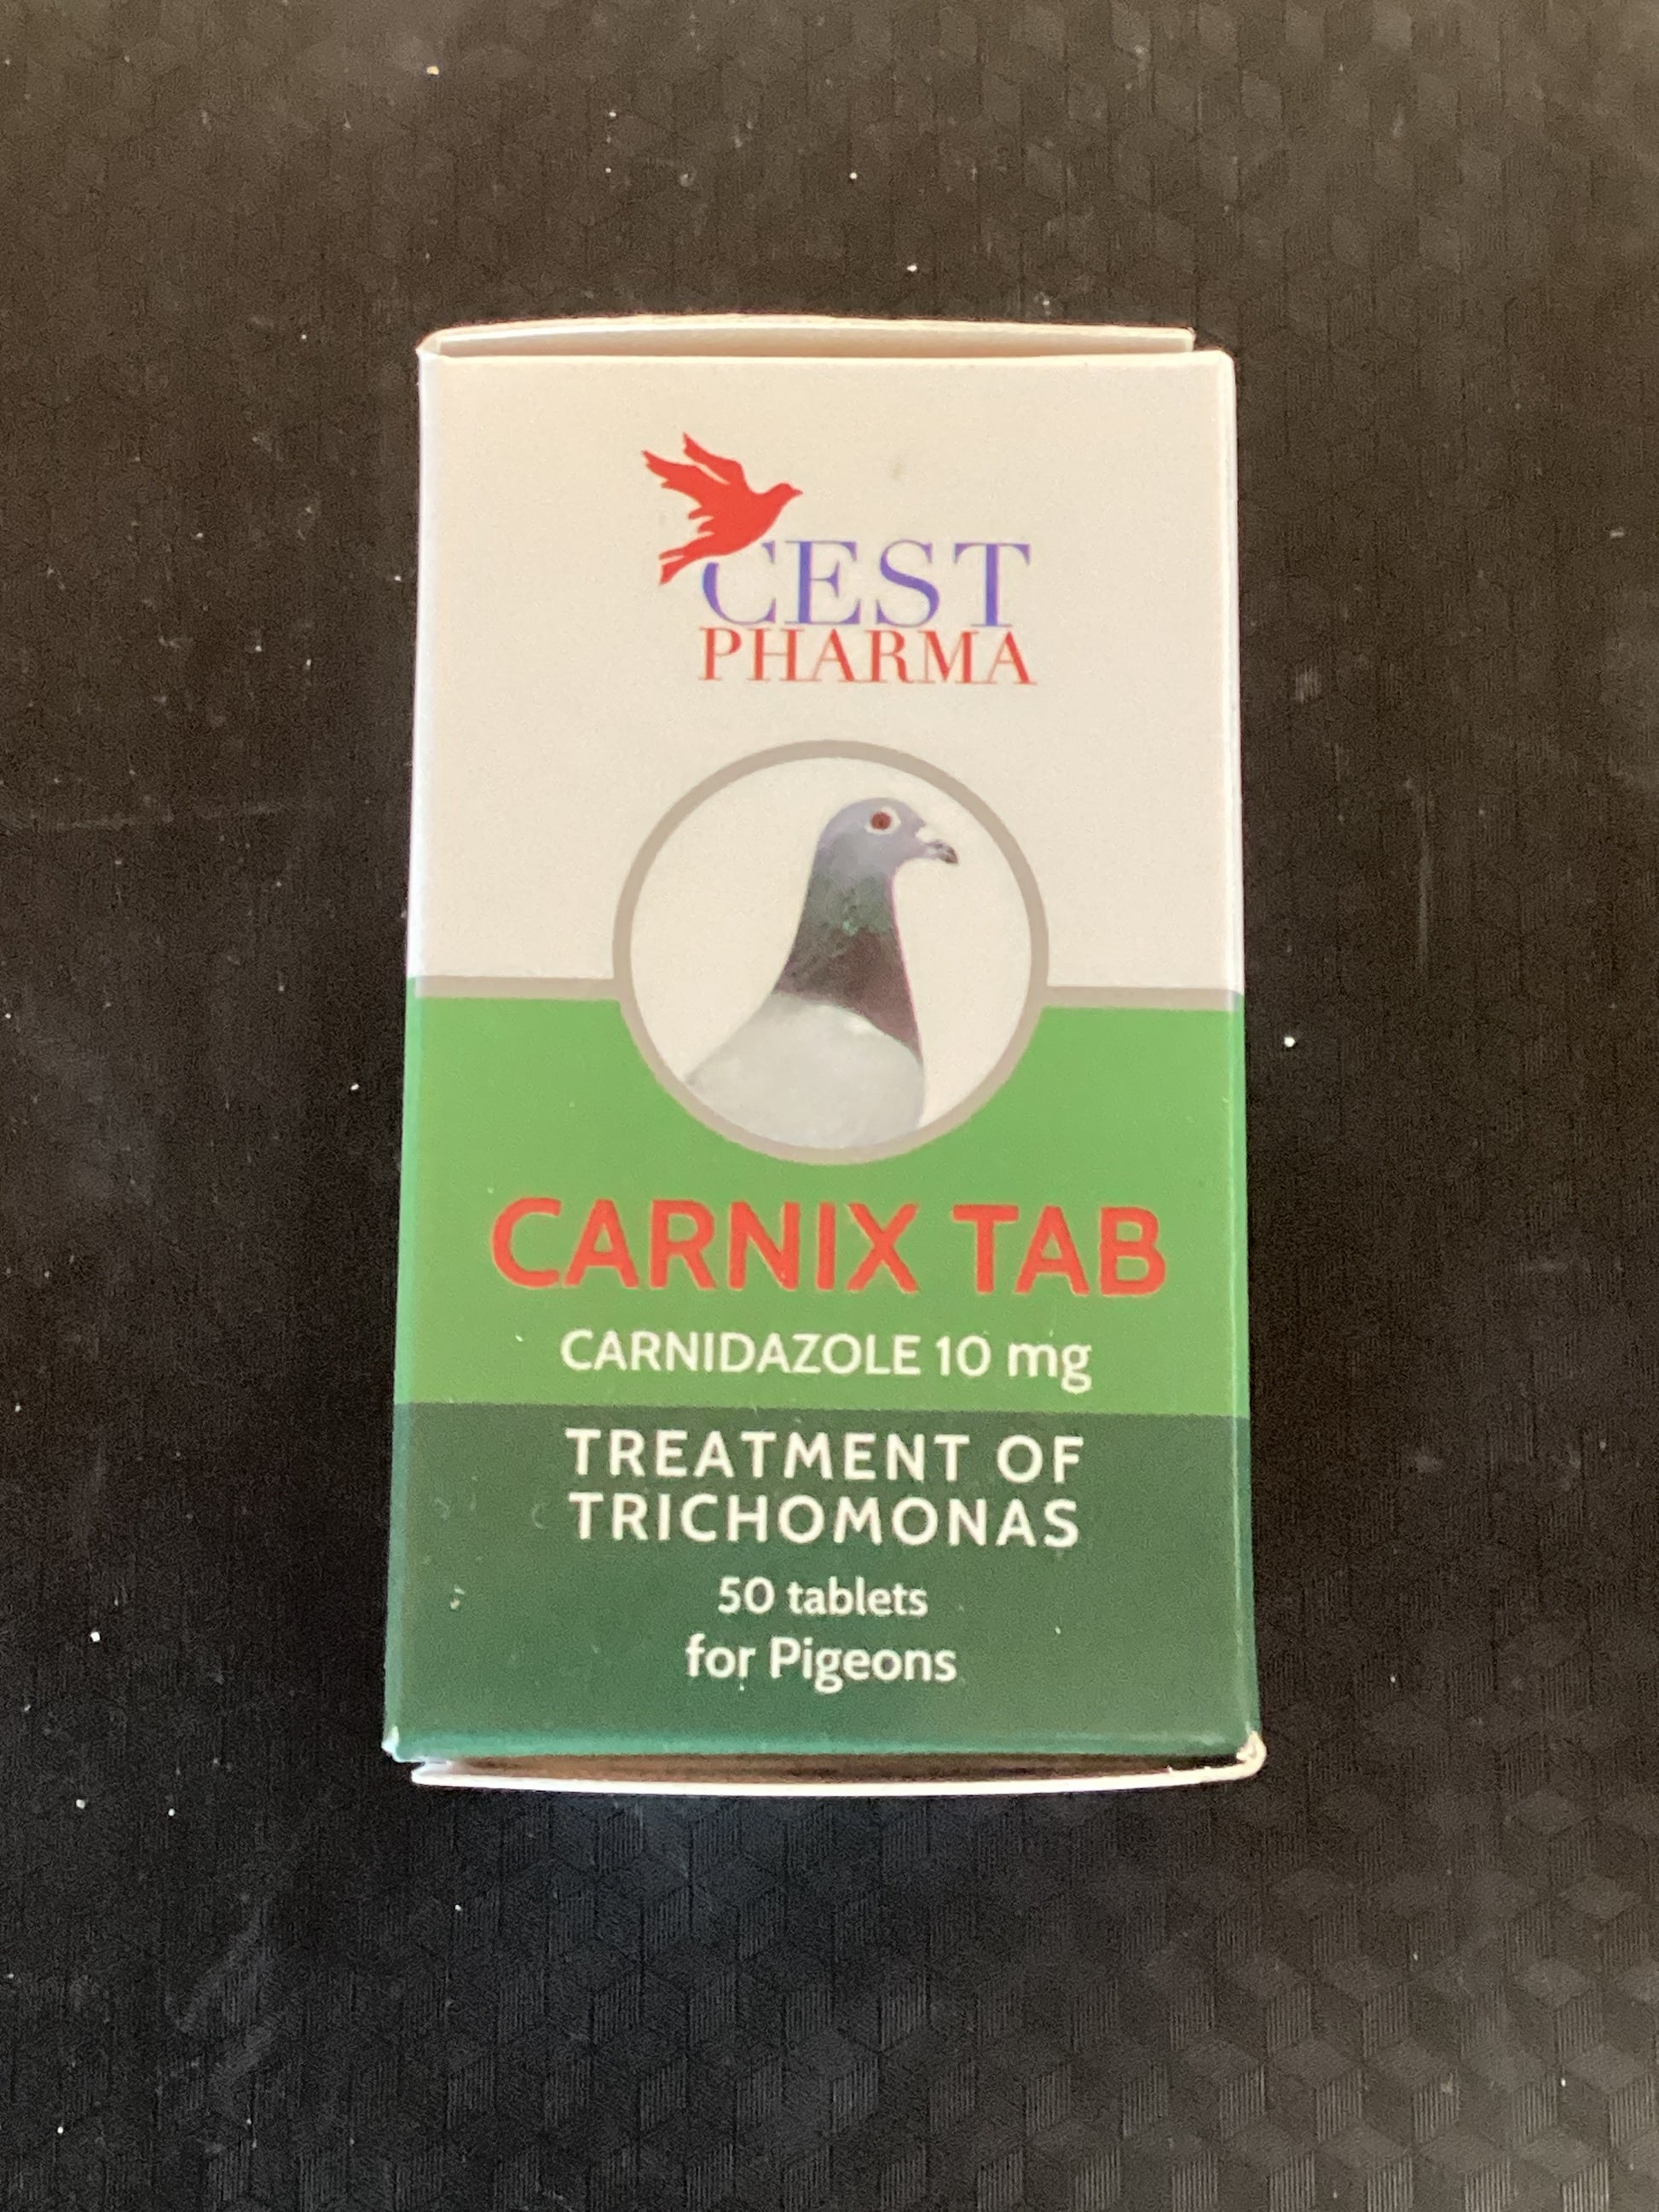 CEST
PHARMA
CARNIX TAB
CARNIDAZOLE 10 mg
TREATMENT OF
TRICHOMONAS
50 tablets
for Pigeons